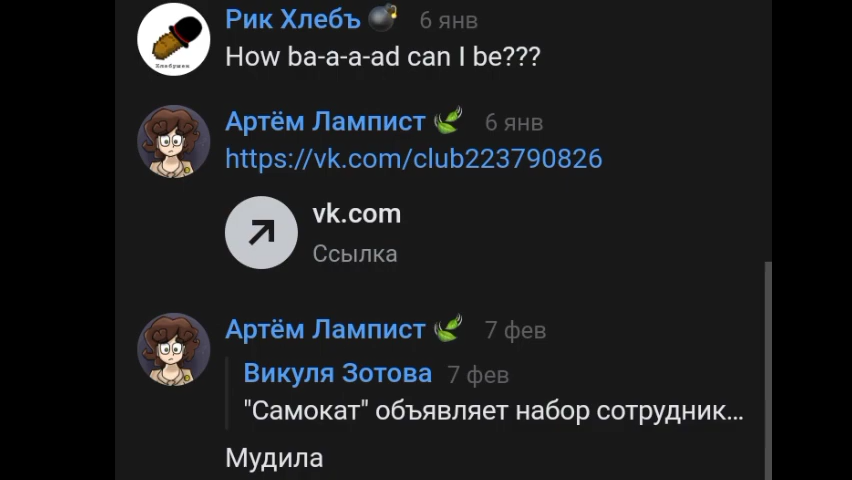 Рик Хлебъ 💣 6 янв
How ba-a-a-ad can I be???
Хлебушек
Артём Лампист 🌿 6 янв
https://vk.com/club223790826
vk.com
Ссылка
Артём Лампист 🌿 7 фев
Викуля Зотова 7 фев
"Самокат" объявляет набор сотрудник...
Мудила